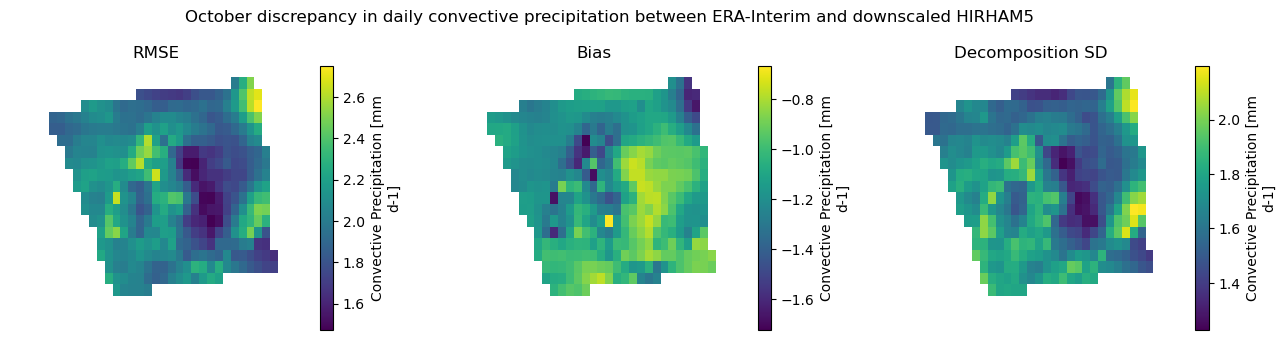 October discrepancy in daily convective precipitation between ERA-Interim and downscaled HIRHAM5
RMSE
2.6
2.4
2.2
2.0
1.8
1.6
Convective Precipitation [mm
d-1]
Bias
−0.8
−1.0
−1.2
−1.4
−1.6
Convective Precipitation [mm
d-1]
Decomposition SD
2.0
1.8
1.6
1.4
Convective Precipitation [mm
d-1]